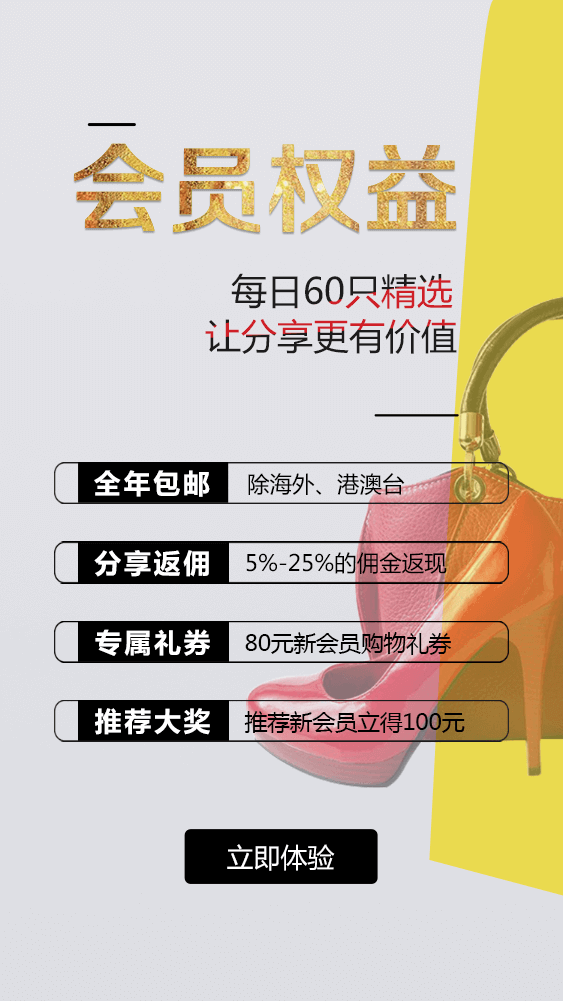 会员权益
每日60只精选
让分享更有价值
全年包邮 除海外、港澳台
分享返佣 5%-25%的佣金返现
专属礼券 80元新会员购物礼券
推荐大奖 推荐新会员立得100元
立即体验